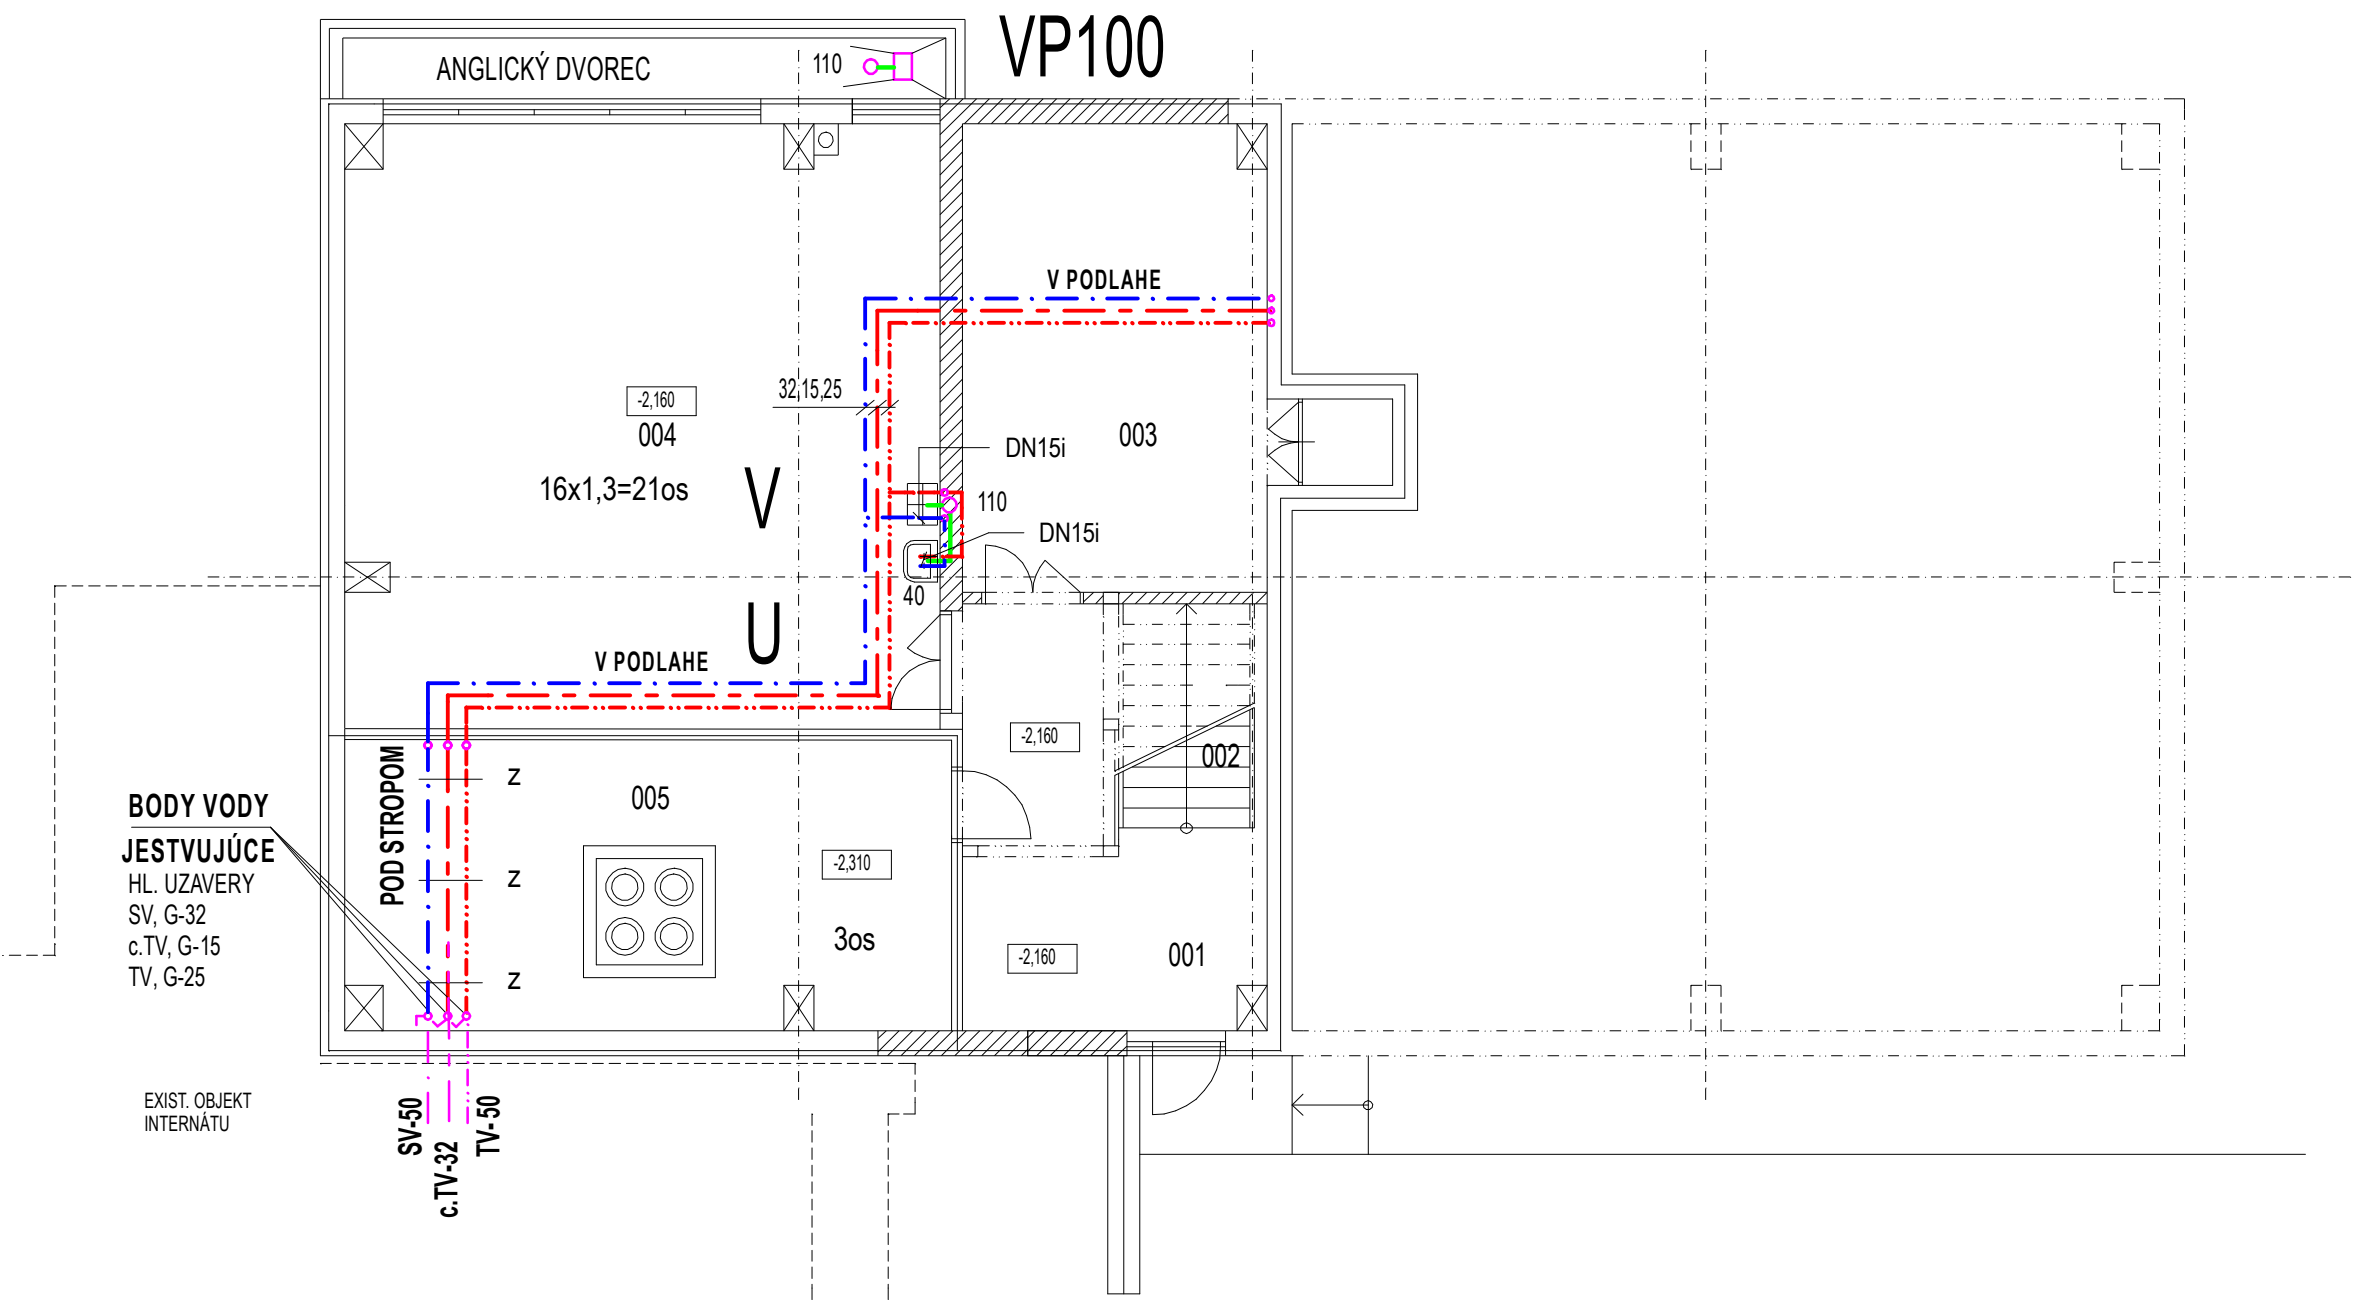 VP100
ANGLICKÝ DVOREC
110
V PODLAHE
32,15,25
-2,160
004
16x1,3=21os
V
U
DN15i
003
110
DN15i
40
V PODLAHE
-2,160
002
POD STROPOM
z
z
z
005
-2,310
3os
-2,160
001
BODY VODY
JESTVUJÚCE
HL. UZAVERY
SV, G-32
c.TV, G-15
TV, G-25
EXIST. OBJEKT
INTERNÁTU
SV-50
c.TV-32
TV-50